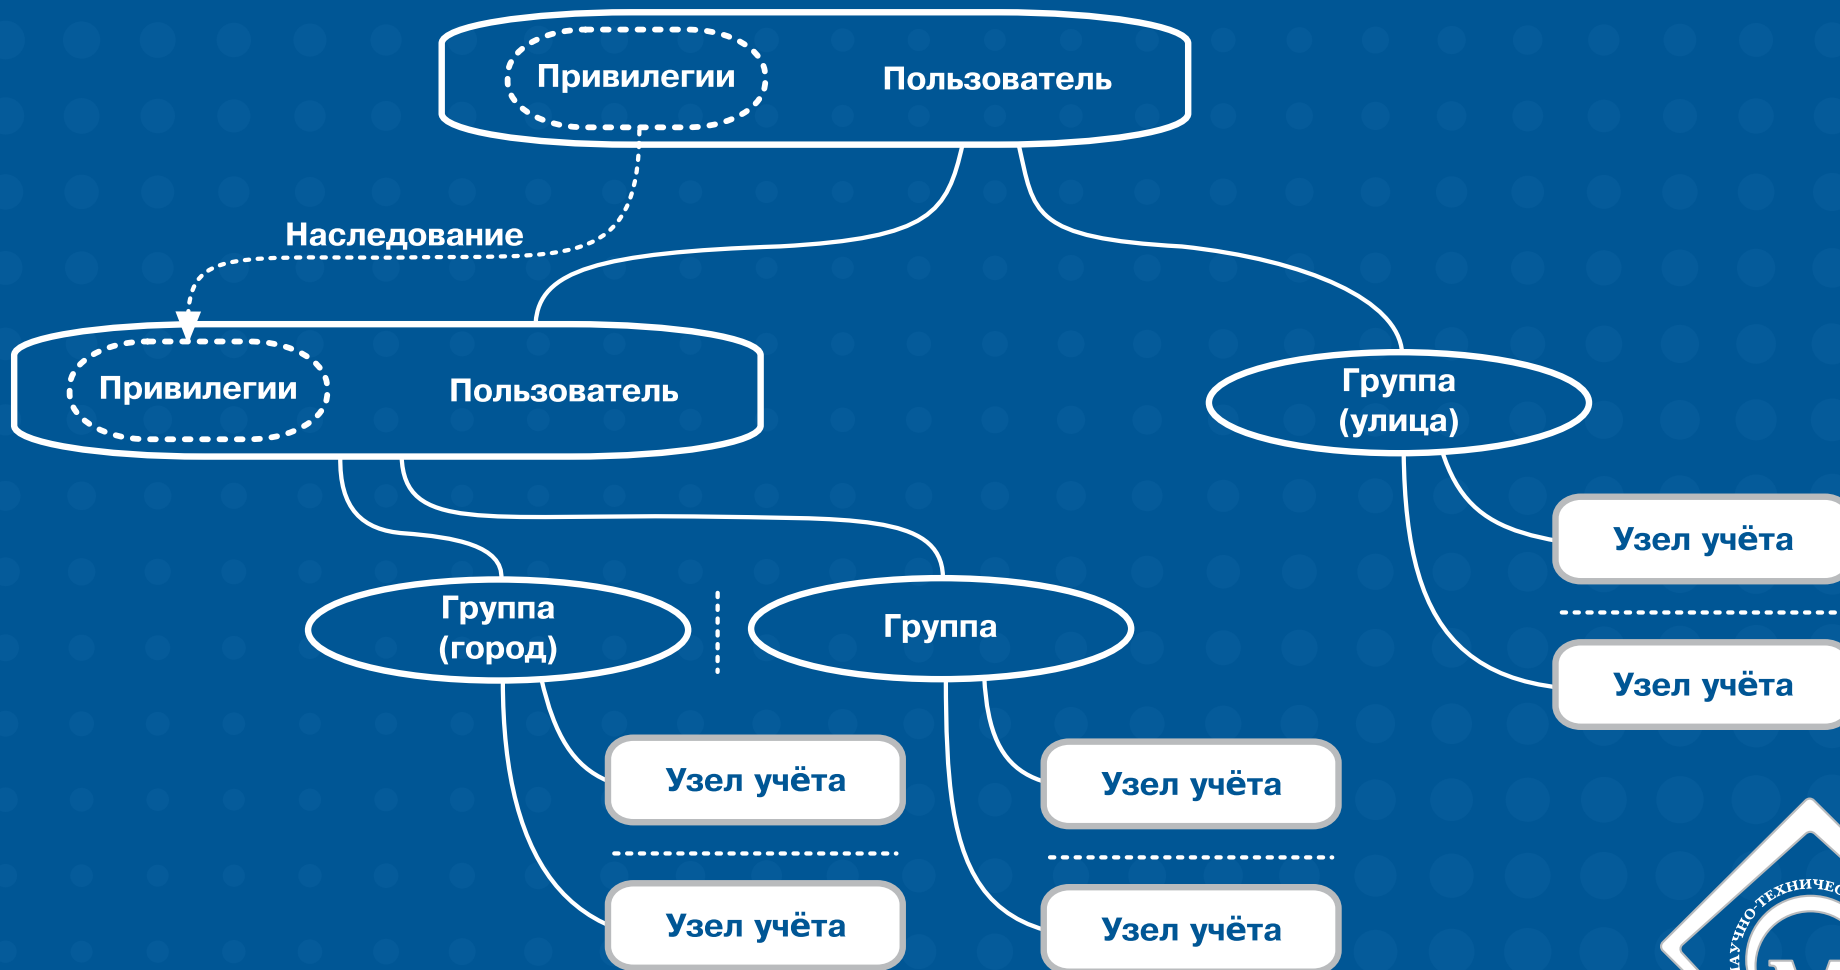 Привилегии
Пользователь
Наследование
Привилегии
Пользователь
Группа
(улица)
Узел учёта
Узел учёта
Группа
(город)
Группа
Узел учёта
Узел учёта
Узел учёта
Узел учёта